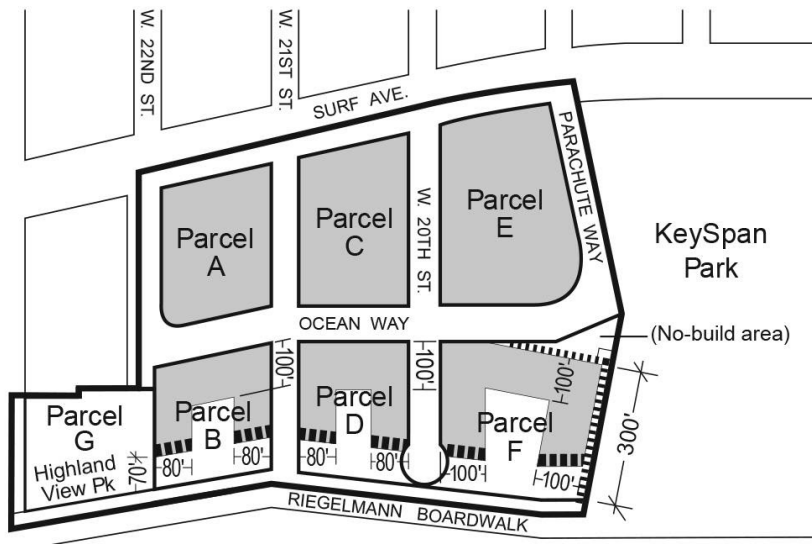 W. 22ND ST.
W. 21ST ST.
SURF AVE.
PARACHUTE WAY
Parcel
A
Parcel
C
W. 20TH ST.
Parcel
E
KeySpan
Park
OCEAN WAY
(No-build area)
100'
100'
100'
300'
Parcel
G
Highland
View Pk
70'
Parcel
B
80'
80'
Parcel
D
80'
80'
Parcel
F
100'
100'
RIEGELMANN BOARDWALK